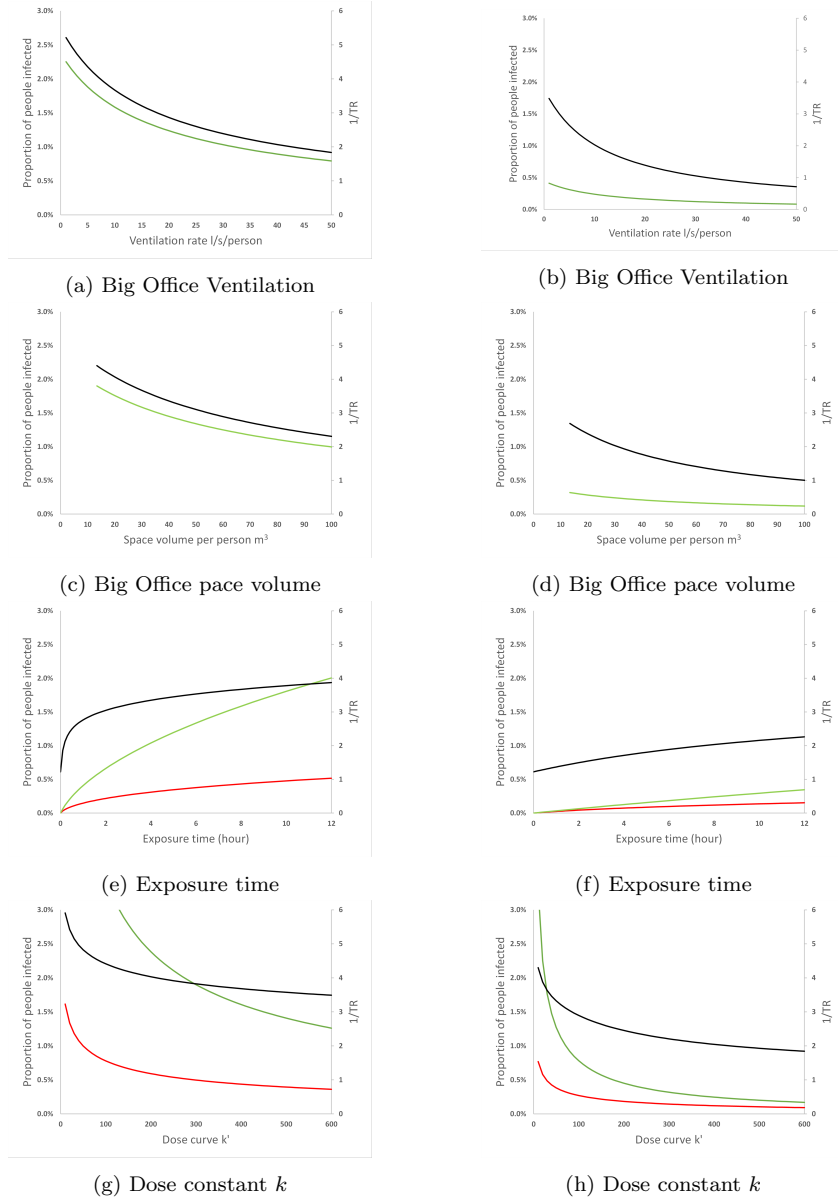 3.0%
2.5%
2.0%
1.5%
1.0%
0.5%
0.0%
Proportion of people infected
6
5
4
3
2
1
0
1/TR
0 5 10 15 20 25 30 35 40 45 50
Ventilation rate l/s/person
(a) Big Office Ventilation
3.0%
2.5%
2.0%
1.5%
1.0%
0.5%
0.0%
Proportion of people infected
6
5
4
3
2
1
0
1/TR
0 10 20 30 40 50
Ventilation rate l/s/person
(b) Big Office Ventilation
3.0%
2.5%
2.0%
1.5%
1.0%
0.5%
0.0%
Proportion of people infected
6
5
4
3
2
1
0
1/TR
0 10 20 30 40 50 60 70 80 90 100
Space volume per person m³
(c) Big Office pace volume
3.0%
2.5%
2.0%
1.5%
1.0%
0.5%
0.0%
Proportion of people infected
6
5
4
3
2
1
0
1/TR
0 10 20 30 40 50 60 70 80 90 100
Space volume per person m³
(d) Big Office pace volume
3.0%
2.5%
2.0%
1.5%
1.0%
0.5%
0.0%
Proportion of people infected
6
5
4
3
2
1
0
1/TR
0 2 4 6 8 10 12
Exposure time (hour)
(e) Exposure time
3.0%
2.5%
2.0%
1.5%
1.0%
0.5%
0.0%
Proportion of people infected
6
5
4
3
2
1
0
1/TR
0 2 4 6 8 10 12
Exposure time (hour)
(f) Exposure time
3.0%
2.5%
2.0%
1.5%
1.0%
0.5%
0.0%
Proportion of people infected
6
5
4
3
2
1
0
1/TR
0 100 200 300 400 500 600
Dose curve k'
(g) Dose constant k
3.0%
2.5%
2.0%
1.5%
1.0%
0.5%
0.0%
Proportion of people infected
6
5
4
3
2
1
0
1/TR
0 100 200 300 400 500 600
Dose curve k'
(h) Dose constant k